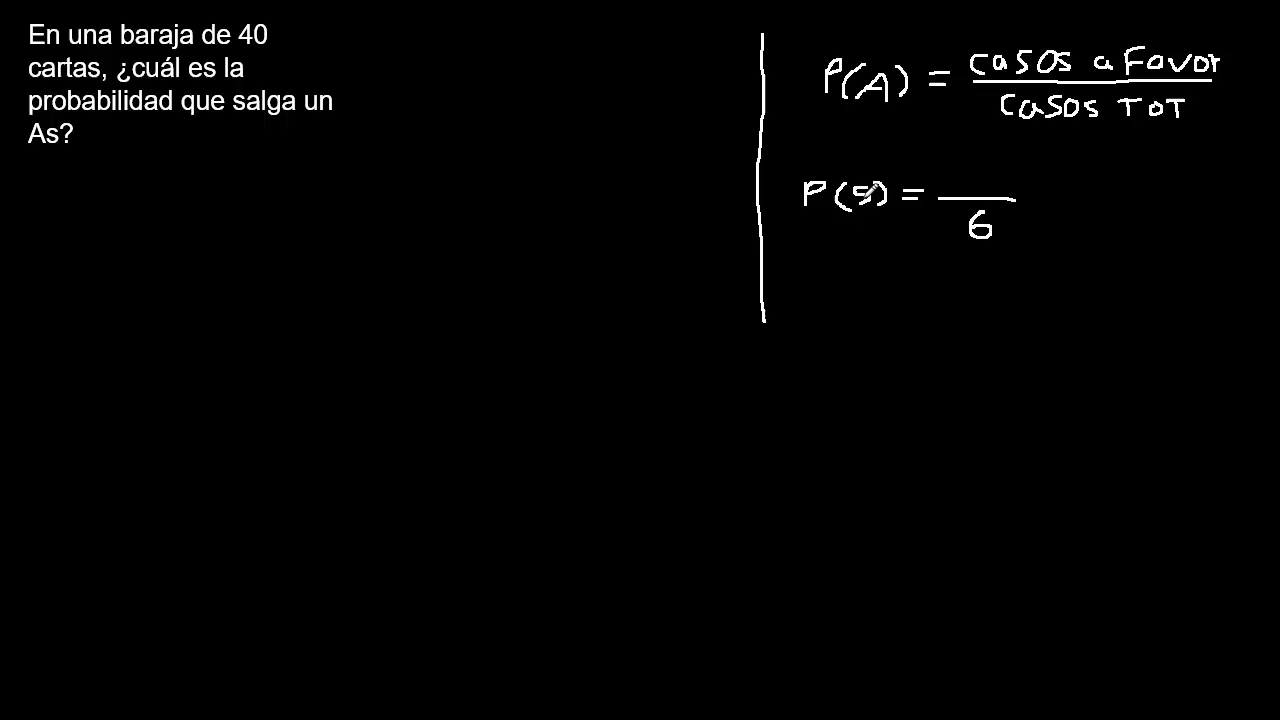 En una baraja de 40
cartas, ¿cuál es la
probabilidad que salga un
As?
P(A) = casos a Favor
casos TOT
P(5) =
6